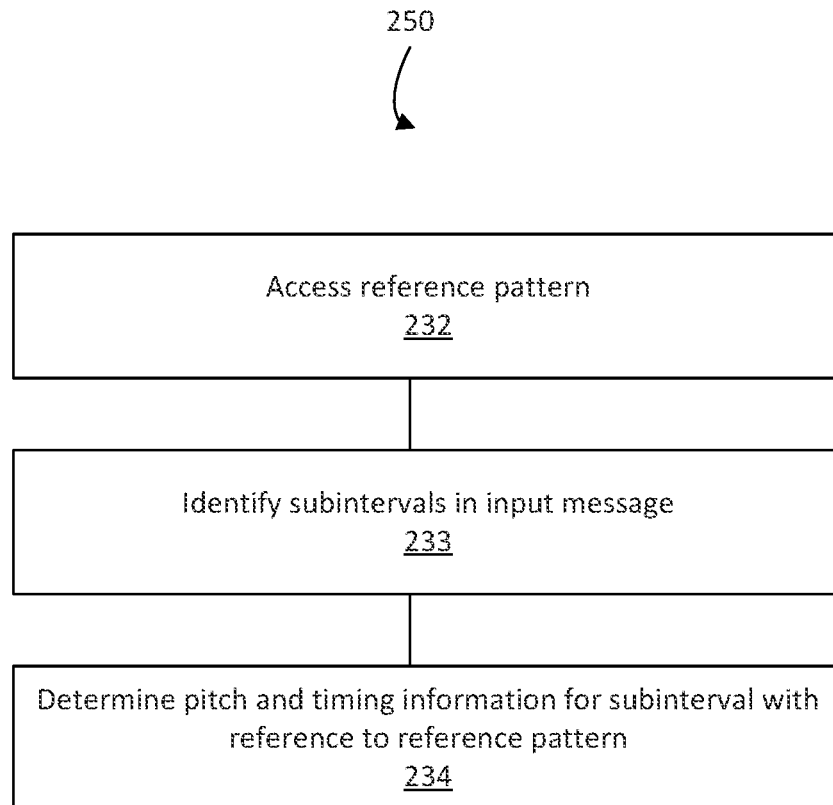 250
Access reference pattern
232
Identify subintervals in input message
233
Determine pitch and timing information for subinterval with
reference to reference pattern
234